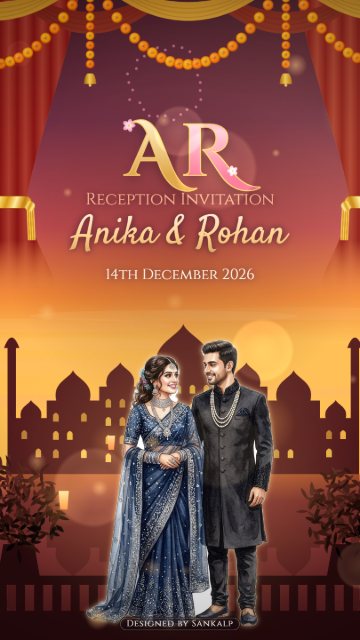 AR
Reception Invitation
Anika & Rohan
14th December 2026
Designed by Sankalp